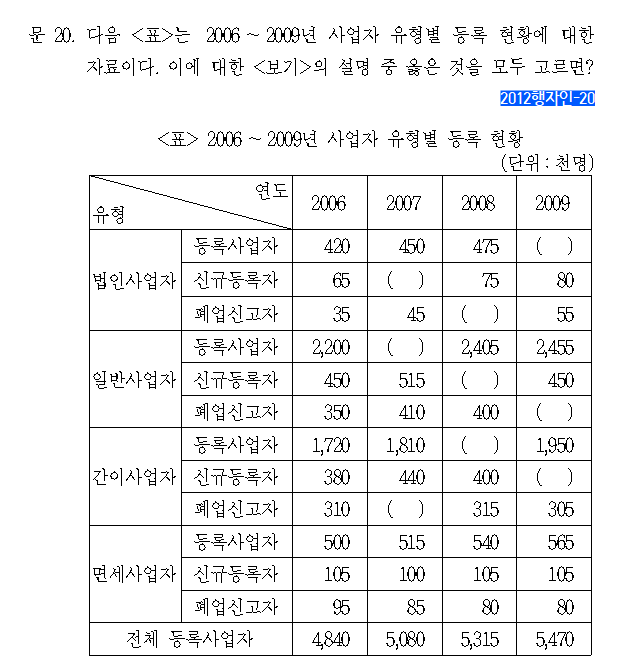 문 20. 다음 <표>는 2006 ~ 2009년 사업자 유형별 등록 현황에 대한
자료이다. 이에 대한 <보기>의 설명 중 옳은 것을 모두 고르면?
2012행자인-20
<표> 2006 ~ 2009년 사업자 유형별 등록 현황
(단위 : 천명)
유형 연도 2006 2007 2008 2009
법인사업자 등록사업자 420 450 475 ( )
신규등록자 65 ( ) 75 80
폐업신고자 35 45 ( ) 55
일반사업자 등록사업자 2,200 ( ) 2,405 2,455
신규등록자 450 515 ( ) 450
폐업신고자 350 410 400 ( )
간이사업자 등록사업자 1,720 1,810 ( ) 1,950
신규등록자 380 440 400 ( )
폐업신고자 310 ( ) 315 305
면세사업자 등록사업자 500 515 540 565
신규등록자 105 100 105 105
폐업신고자 95 85 80 80
전체 등록사업자 4,840 5,080 5,315 5,470